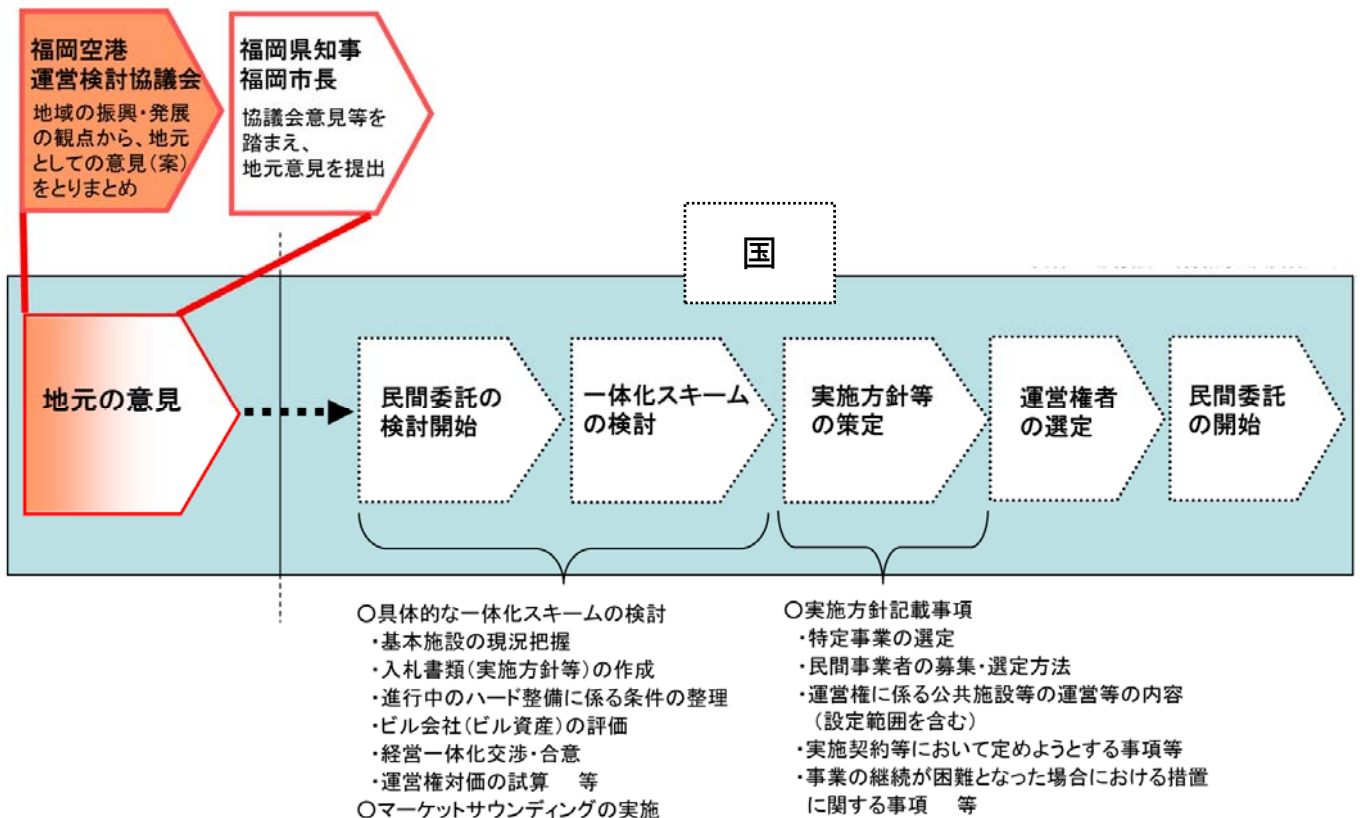 福岡空港
運営検討協議会
地域の振興・発展
の観点から、地元
としての意見(案)
をとりまとめ
福岡県知事
福岡市長
協議会意見等を
踏まえ、
地元意見を提出
国
地元の意見
民間委託の
検討開始
一体化スキーム
の検討
実施方針等
の策定
運営権者
の選定
民間委託
の開始
○具体的な一体化スキームの検討
・基本施設の現況把握
・入札書類(実施方針等)の作成
・進行中のハード整備に係る条件の整理
・ビル会社(ビル資産)の評価
・経営一体化交渉・合意
・運営権対価の試算　等
○マーケットサウンディングの実施
○実施方針記載事項
・特定事業の選定
・民間事業者の募集・選定方法
・運営権に係る公共施設等の運営等の内容
(設定範囲を含む)
・実施契約等において定めようとする事項等
・事業の継続が困難となった場合における措置
に関する事項　等